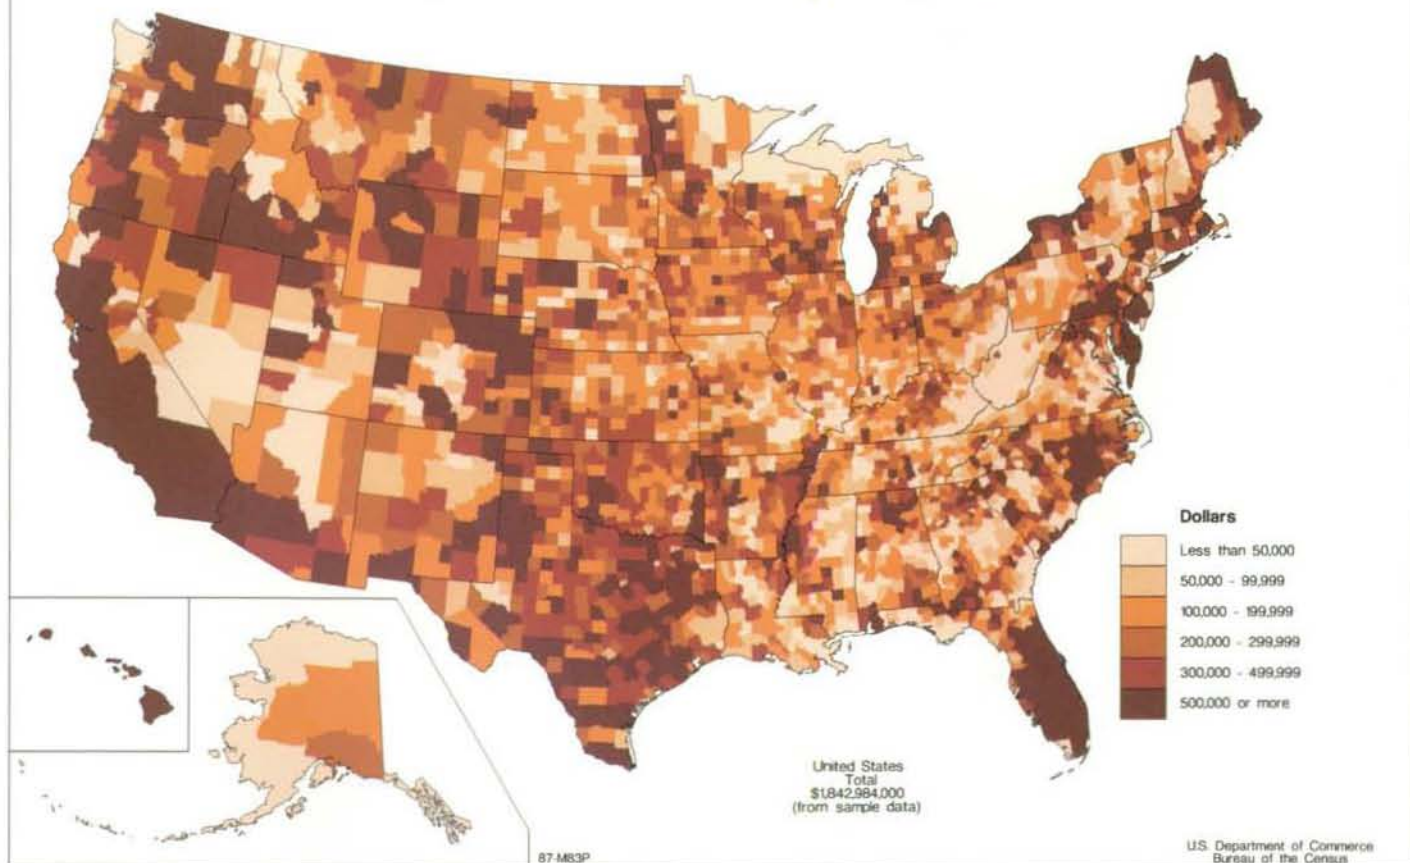 Dollars
Less than 50,000
50,000 - 99,999
100,000 - 199,999
200,000 - 299,999
300,000 - 499,999
500,000 or more
United States
Total
$1,842,984,000
(from sample data)
87-M83P
U.S. Department of Commerce
Bureau of the Census